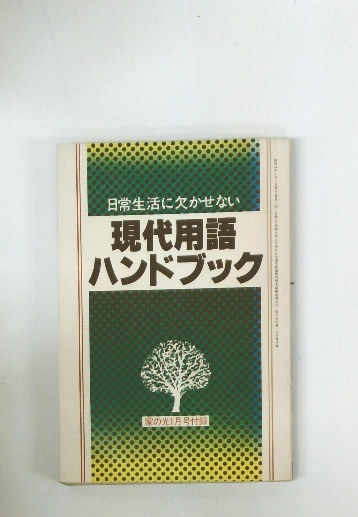 日常生活に欠かせない
現代用語
ハンドブック
家の光1月号付録